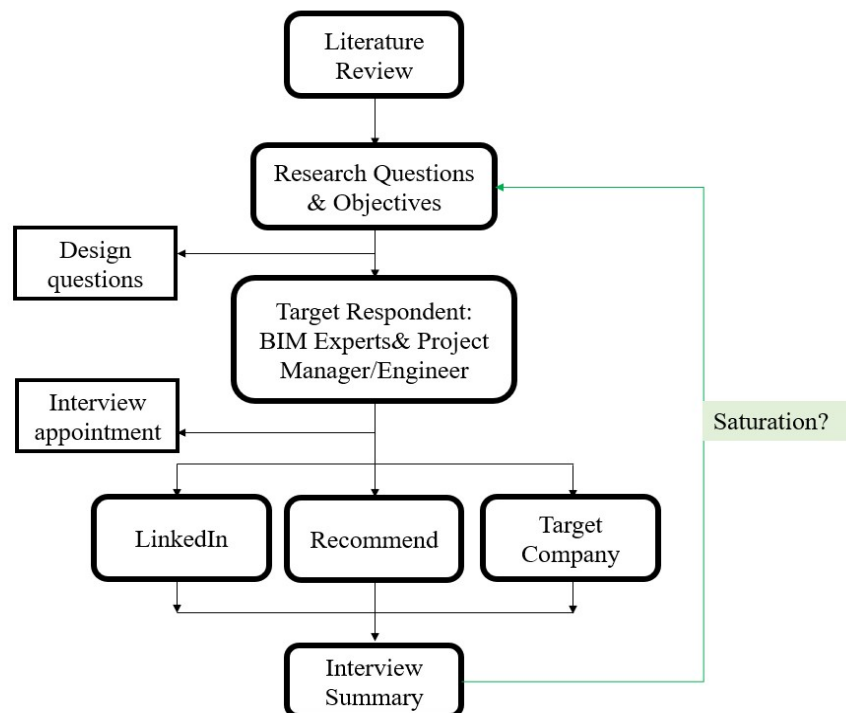 Literature
Review
Research Questions
& Objectives
Design
questions
Target Respondent:
BIM Experts& Project
Manager/Engineer
Interview
appointment
Saturation?
LinkedIn
Recommend
Target
Company
Interview
Summary